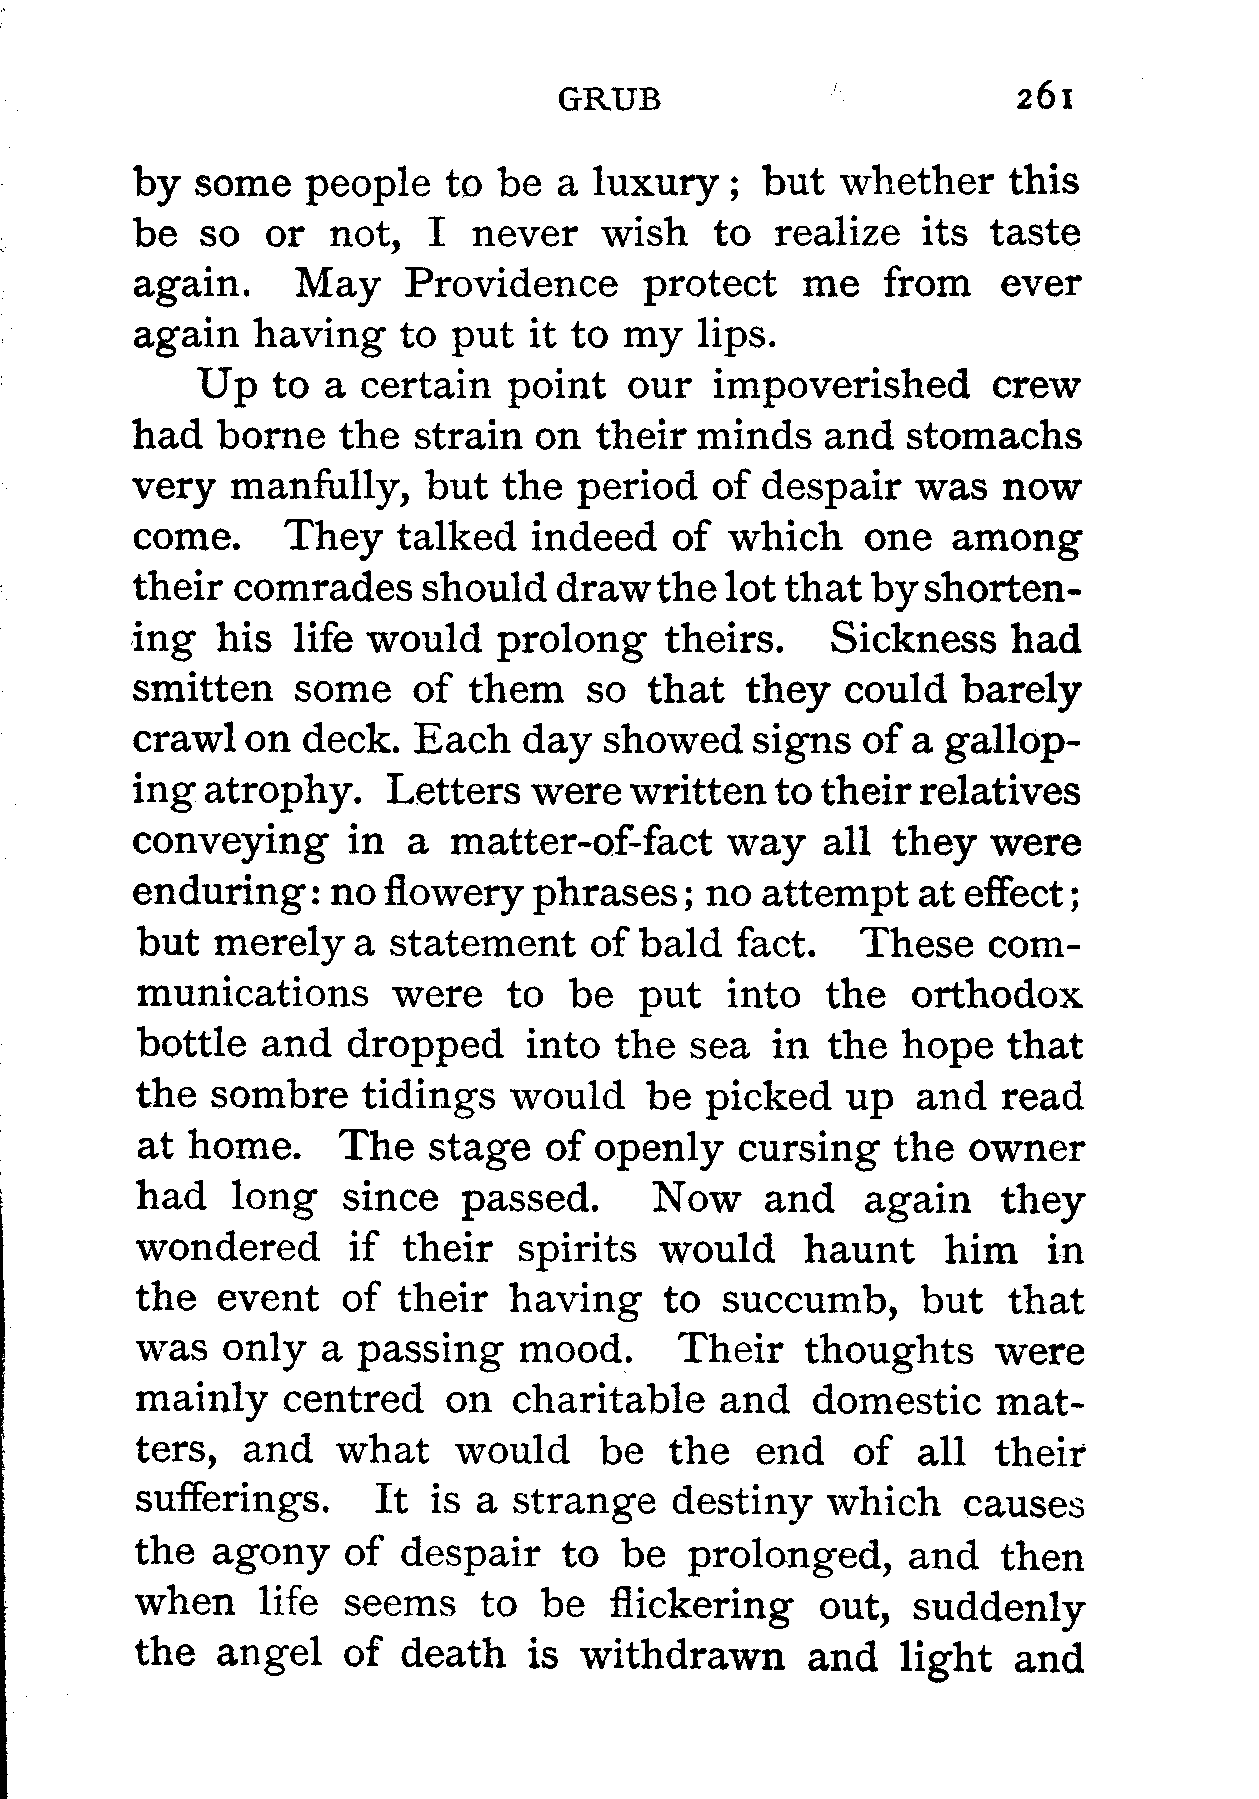 GRUB 261
by some people to be a luxury; but whether this
be so or not, I never wish to realize its taste
again. May Providence protect me from ever
again having to put it to my lips.
Up to a certain point our impoverished crew
had borne the strain on their minds and stomachs
very manfully, but the period of despair was now
come. They talked indeed of which one among
their comrades should draw the lot that by shorten-
ing his life would prolong theirs. Sickness had
smitten some of them so that they could barely
crawl on deck. Each day showed signs of a gallop-
ing atrophy. Letters were written to their relatives
conveying in a matter-of-fact way all they were
enduring: no flowery phrases; no attempt at effect;
but merely a statement of bald fact. These com-
munications were to be put into the orthodox
bottle and dropped into the sea in the hope that
the sombre tidings would be picked up and read
at home. The stage of openly cursing the owner
had long since passed. Now and again they
wondered if their spirits would haunt him in
the event of their having to succumb, but that
was only a passing mood. Their thoughts were
mainly centred on charitable and domestic mat-
ters, and what would be the end of all their
sufferings. It is a strange destiny which causes
the agony of despair to be prolonged, and then
when life seems to be flickering out, suddenly
the angel of death is withdrawn and light and